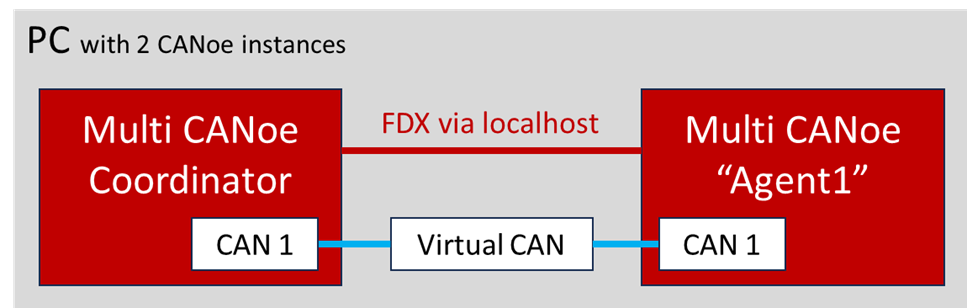 PC with 2 CANoe instances
Multi CANoe
Coordinator
FDX via localhost
Multi CANoe
“Agent1”
CAN 1
Virtual CAN
CAN 1